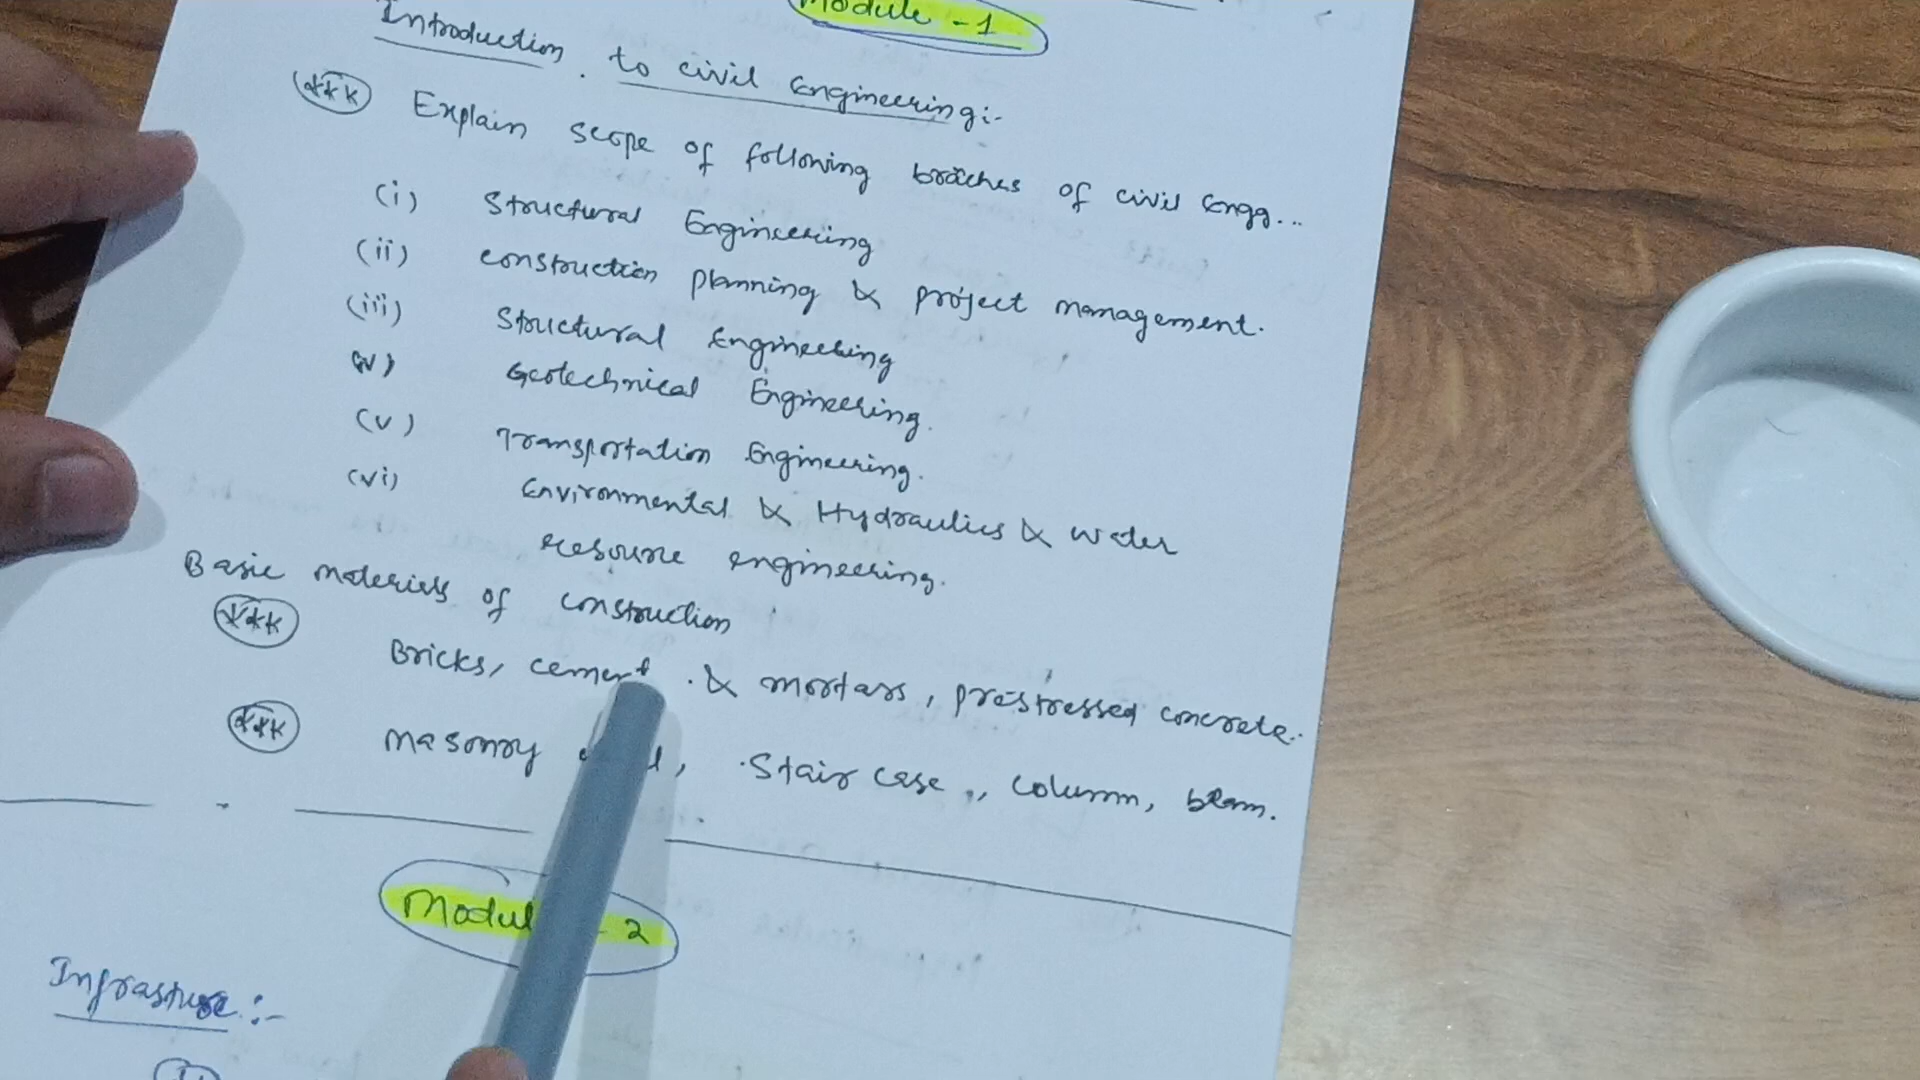 Module - 1
Introduction to civil Engineering:-
*** Explain scope of following braches of civil Engg...
(i) Structural Engineering
(ii) construction planning & project management.
(iii) Structural Engineering
(iv) Geotechnical Engineering.
(v) Transportation Engineering.
(vi) Environmental & Hydraulics & water
resource engineering.
Basic materials of construction
*** Bricks, cement & mortars, prestressed concrete.
*** masonry, Stair case, column, beam.
2
Infrasture:-